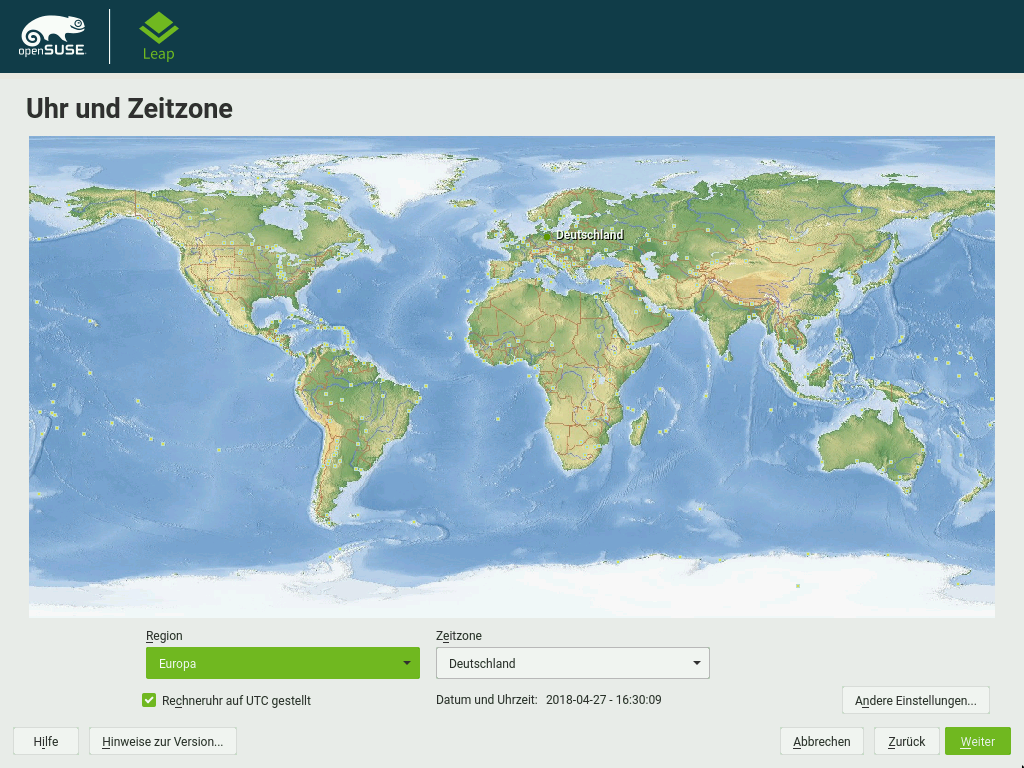 openSUSE
Leap
Uhr und Zeitzone
Deutschland
Region
Zeitzone
Europa
Deutschland
Rechneruhr auf UTC gestellt
Datum und Uhrzeit: 2018-04-27 - 16:30:09
Andere Einstellungen...
Hilfe
Hinweise zur Version...
Abbrechen
Zurück
Weiter